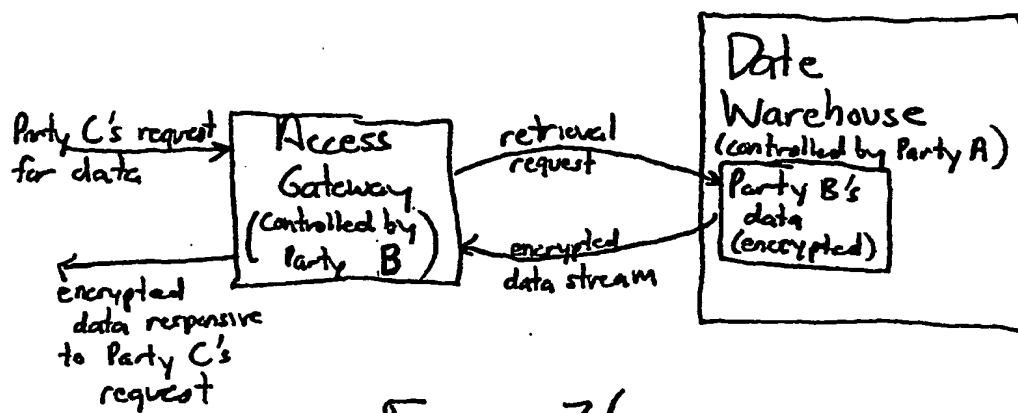 Party C's request
for data
Access
Gateway
(controlled by
Party B)
encrypted
data responsive
to Party C's
request
retrieval
request
encrypted
data stream
Date
Warehouse
(controlled by Party A)
Party B's
data
(encrypted)